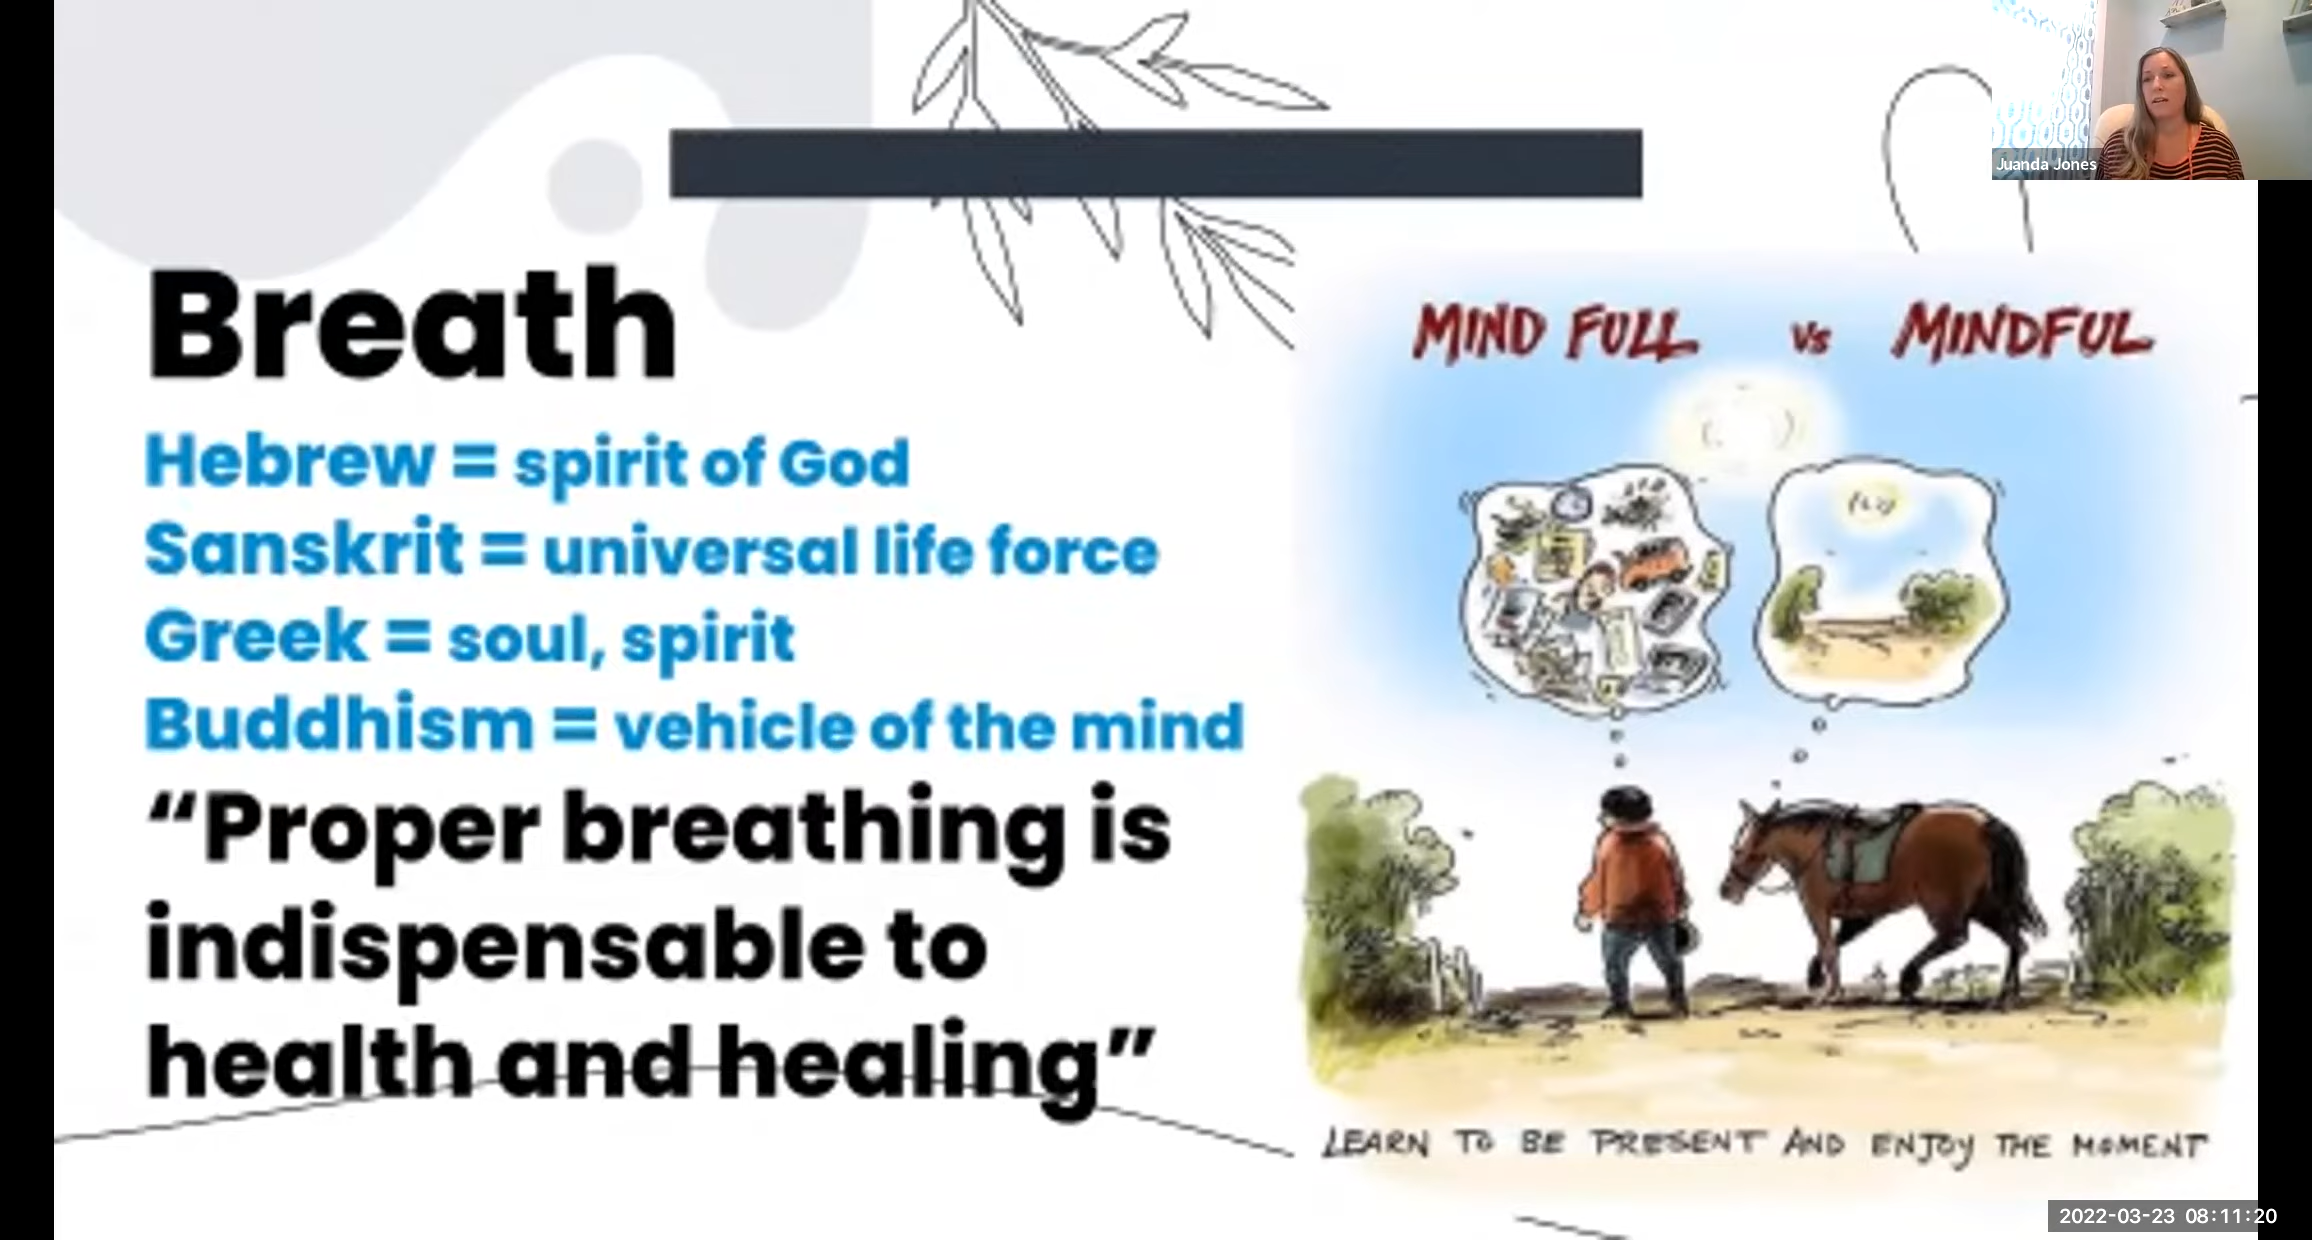 Juanda Jones
Breath
MIND FULL vs MINDFUL
Hebrew = spirit of God
Sanskrit = universal life force
Greek = soul, spirit
Buddhism = vehicle of the mind
“Proper breathing is
indispensable to
health and healing”
LEARN TO BE PRESENT AND ENJOY THE MOMENT
2022-03-23 08:11:20